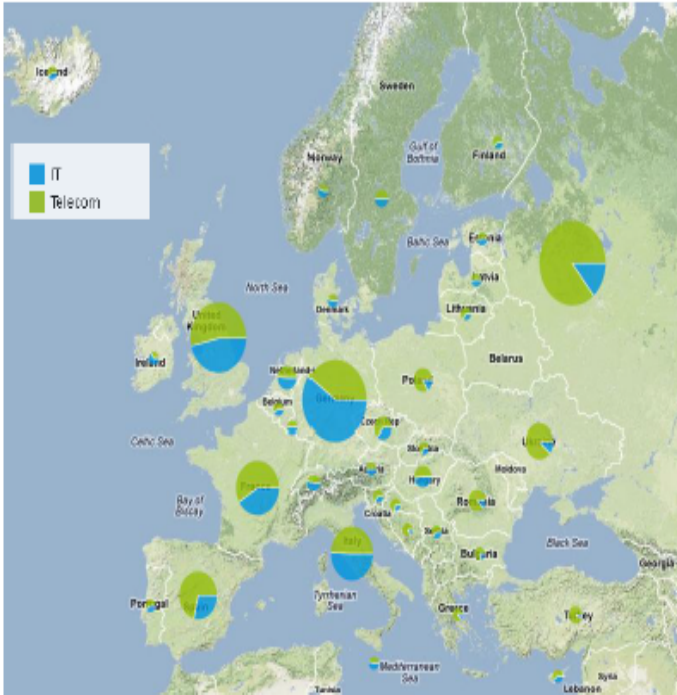 Iceland
Sweden
Norway
Finland
Gulf of
Bothnia
IT
Telecom
Baltic Sea
Estonia
Latvia
Lithuania
North Sea
Denmark
United
Kingdom
Ireland
Belarus
Germany
Belgium
Celtic Sea
Czech Rep
Slovakia
Ukraine
Moldova
Austria
Hungary
France
Bay of
Biscay
Croatia
Romania
Serbia
Italy
Black Sea
Bulgaria
Georgia
Portugal
Spain
Tyrrhenian
Sea
Greece
Turkey
Mediterranean
Sea
Tunisia
Syria
Lebanon